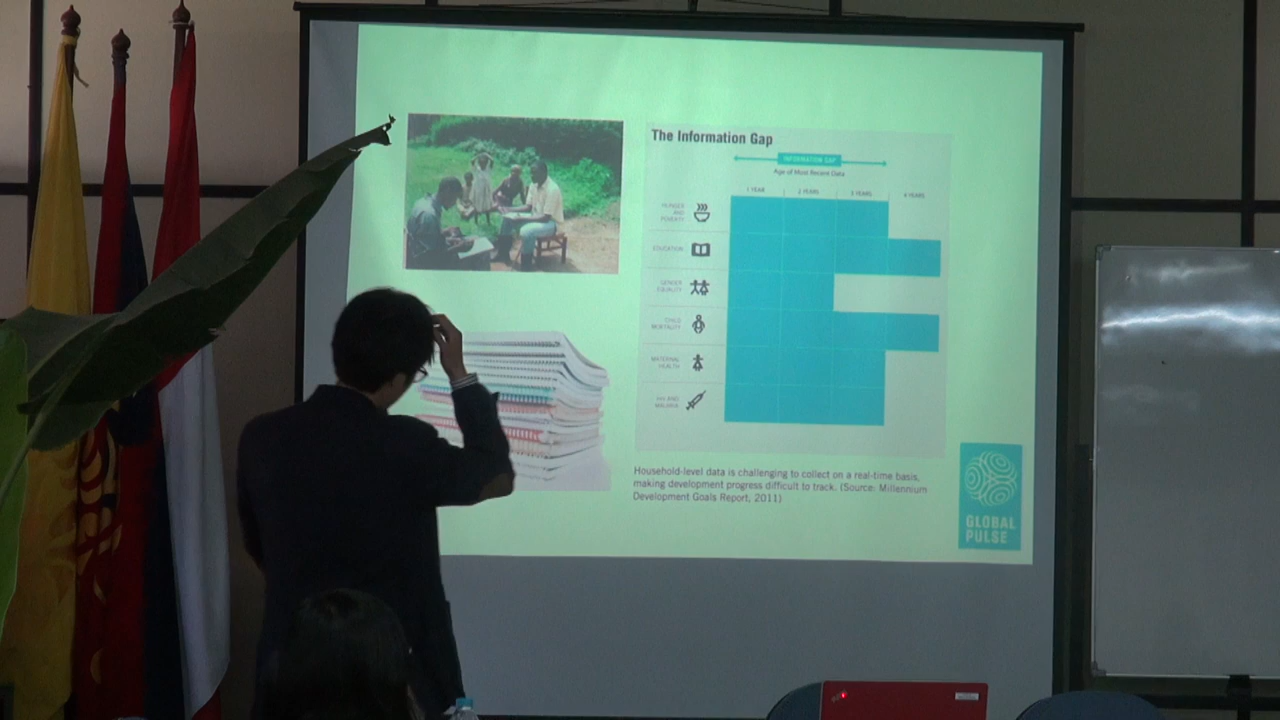 The Information Gap
INFORMATION GAP
Age of Most Recent Data
1 YEAR
2 YEARS
3 YEARS
4 YEARS
HUNGER
AND
POVERTY
EDUCATION
GENDER
EQUALITY
CHILD
MORTALITY
MATERNAL
HEALTH
HIV AND
MALARIA
Household-level data is challenging to collect on a real-time basis,
making development progress difficult to track. (Source: Millennium
Development Goals Report, 2011)
GLOBAL
PULSE